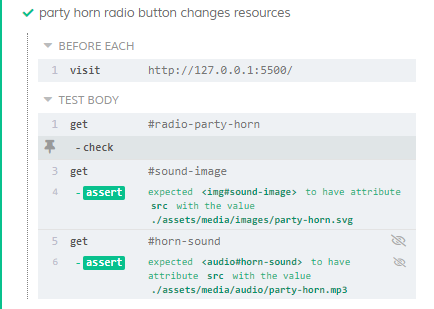 party horn radio button changes resources
BEFORE EACH
1 visit http://127.0.0.1:5500/
TEST BODY
1 get #radio-party-horn
- check
3 get #sound-image
4 - assert expected <img#sound-image> to have attribute
src with the value
./assets/media/images/party-horn.svg
5 get #horn-sound
6 - assert expected <audio#horn-sound> to have
attribute src with the value
./assets/media/audio/party-horn.mp3